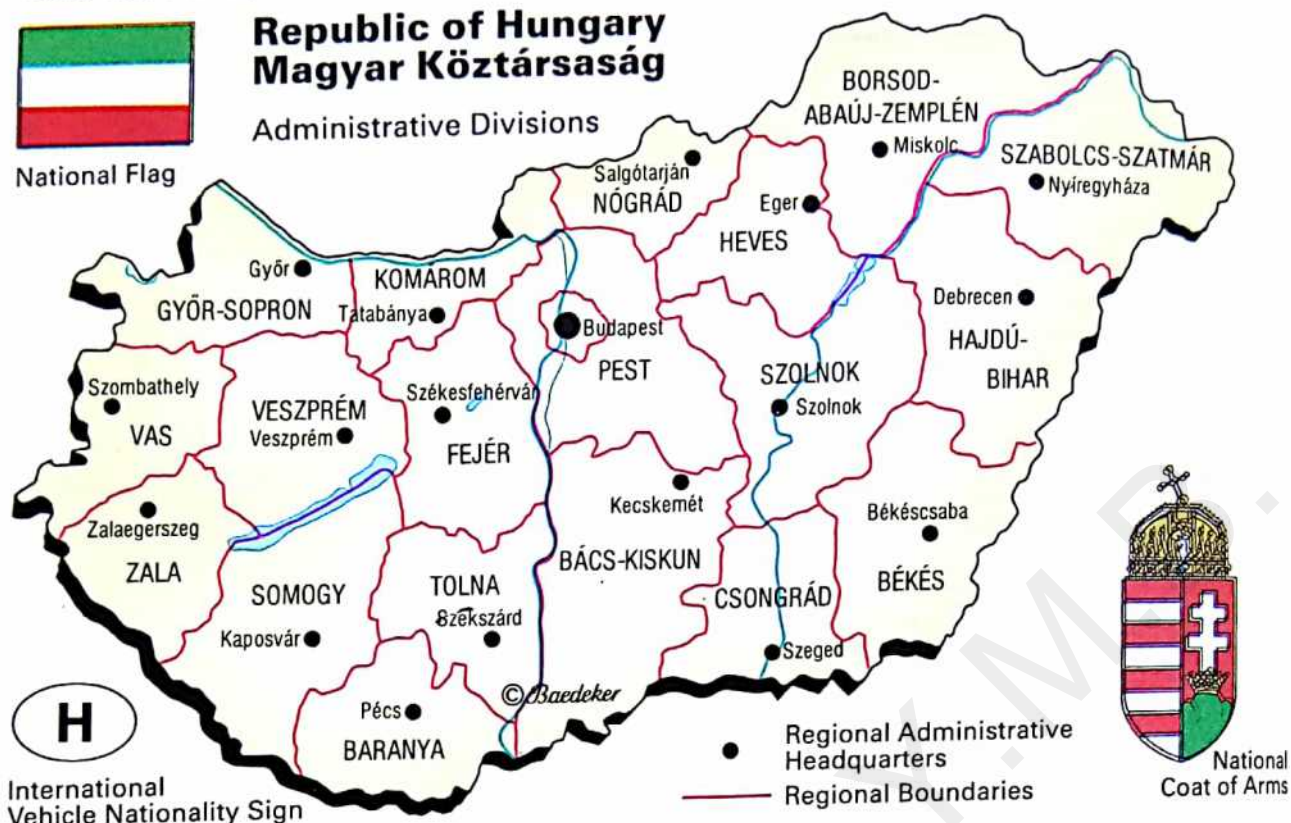 Republic of Hungary
Magyar Köztársaság
Administrative Divisions
National Flag
BORSOD-
ABAÚJ-ZEMPLÉN
Miskolc
SZABOLCS-SZATMÁR
Nyíregyháza
Salgótarján
NÓGRÁD
Eger
HEVES
Győr
GYŐR-SOPRON
KOMÁROM
Tatabánya
Budapest
PEST
Debrecen
HAJDÚ-
BIHAR
SZOLNOK
Szolnok
Szombathely
VAS
VESZPRÉM
Veszprém
Székesfehérvár
FEJÉR
Kecskemét
BÁCS-KISKUN
Békéscsaba
BÉKÉS
Zalaegerszeg
ZALA
SOMOGY
Kaposvár
TOLNA
Szekszárd
CSONGRÁD
Szeged
© Baedeker
Pécs
BARANYA
H
International
Vehicle Nationality Sign
Regional Administrative
Headquarters
Regional Boundaries
National
Coat of Arms
Y.M.B.